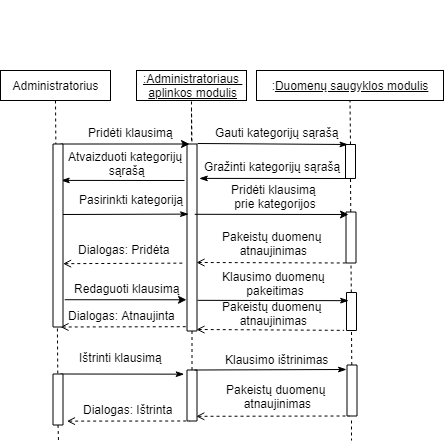 Administratorius
:Administratoriaus
aplinkos modulis
:Duomenų saugyklos modulis
Pridėti klausimą
Gauti kategorijų sąrašą
Atvaizduoti kategorijų
sąrašą
Gražinti kategorijų sąrašą
Pasirinkti kategoriją
Pridėti klausimą
prie kategorijos
Dialogas: Pridėta
Pakeistų duomenų
atnaujinimas
Redaguoti klausimą
Klausimo duomenų
pakeitimas
Dialogas: Atnaujinta
Pakeistų duomenų
atnaujinimas
Ištrinti klausimą
Klausimo ištrinimas
Dialogas: Ištrinta
Pakeistų duomenų
atnaujinimas